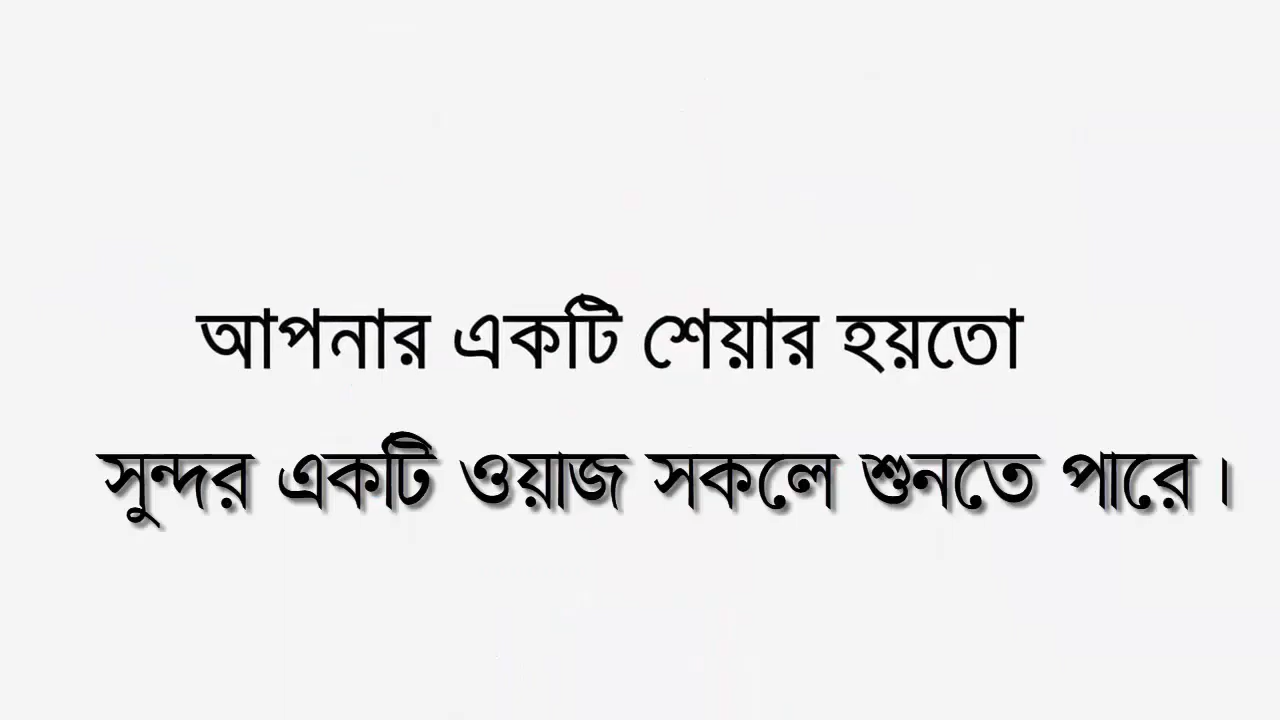 আপনার একটি শেয়ার হয়তো
সুন্দর একটি ওয়াজ সকলে শুনতে পারে।